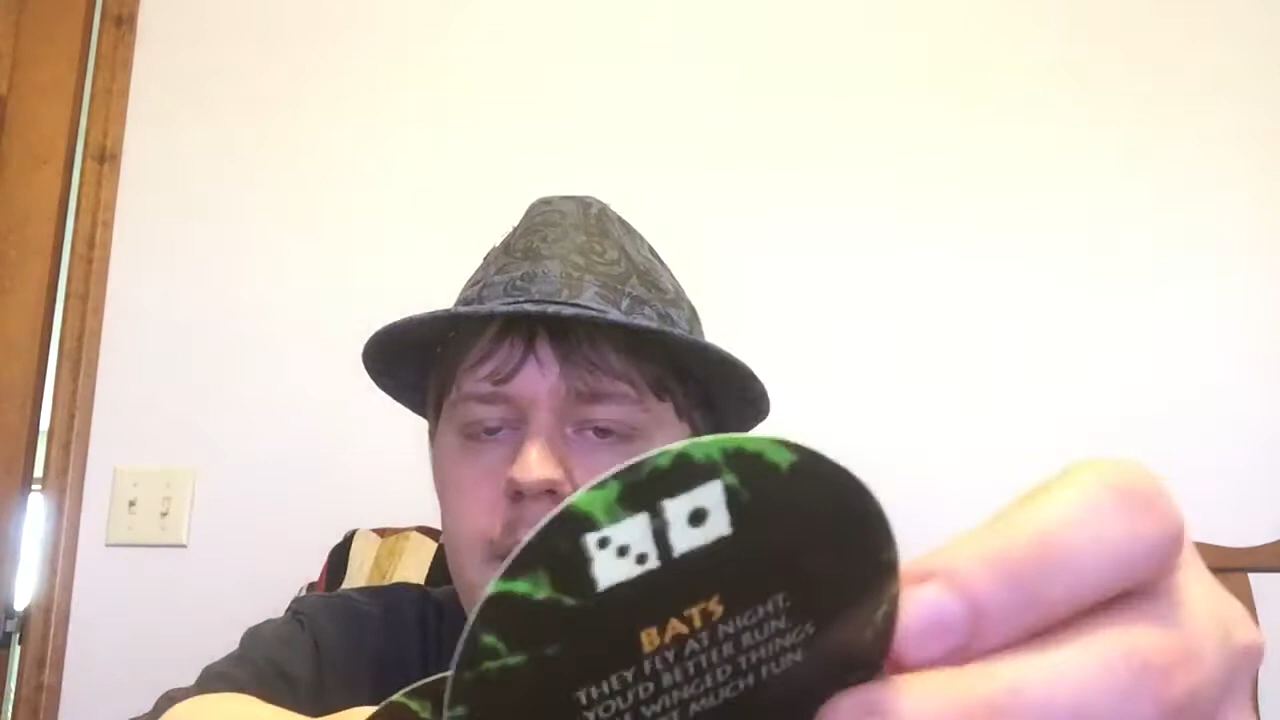 BATS
THEY FLY AT NIGHT.
YOU'D BETTER RUN.
WINGED THINGS
MUCH FUN.